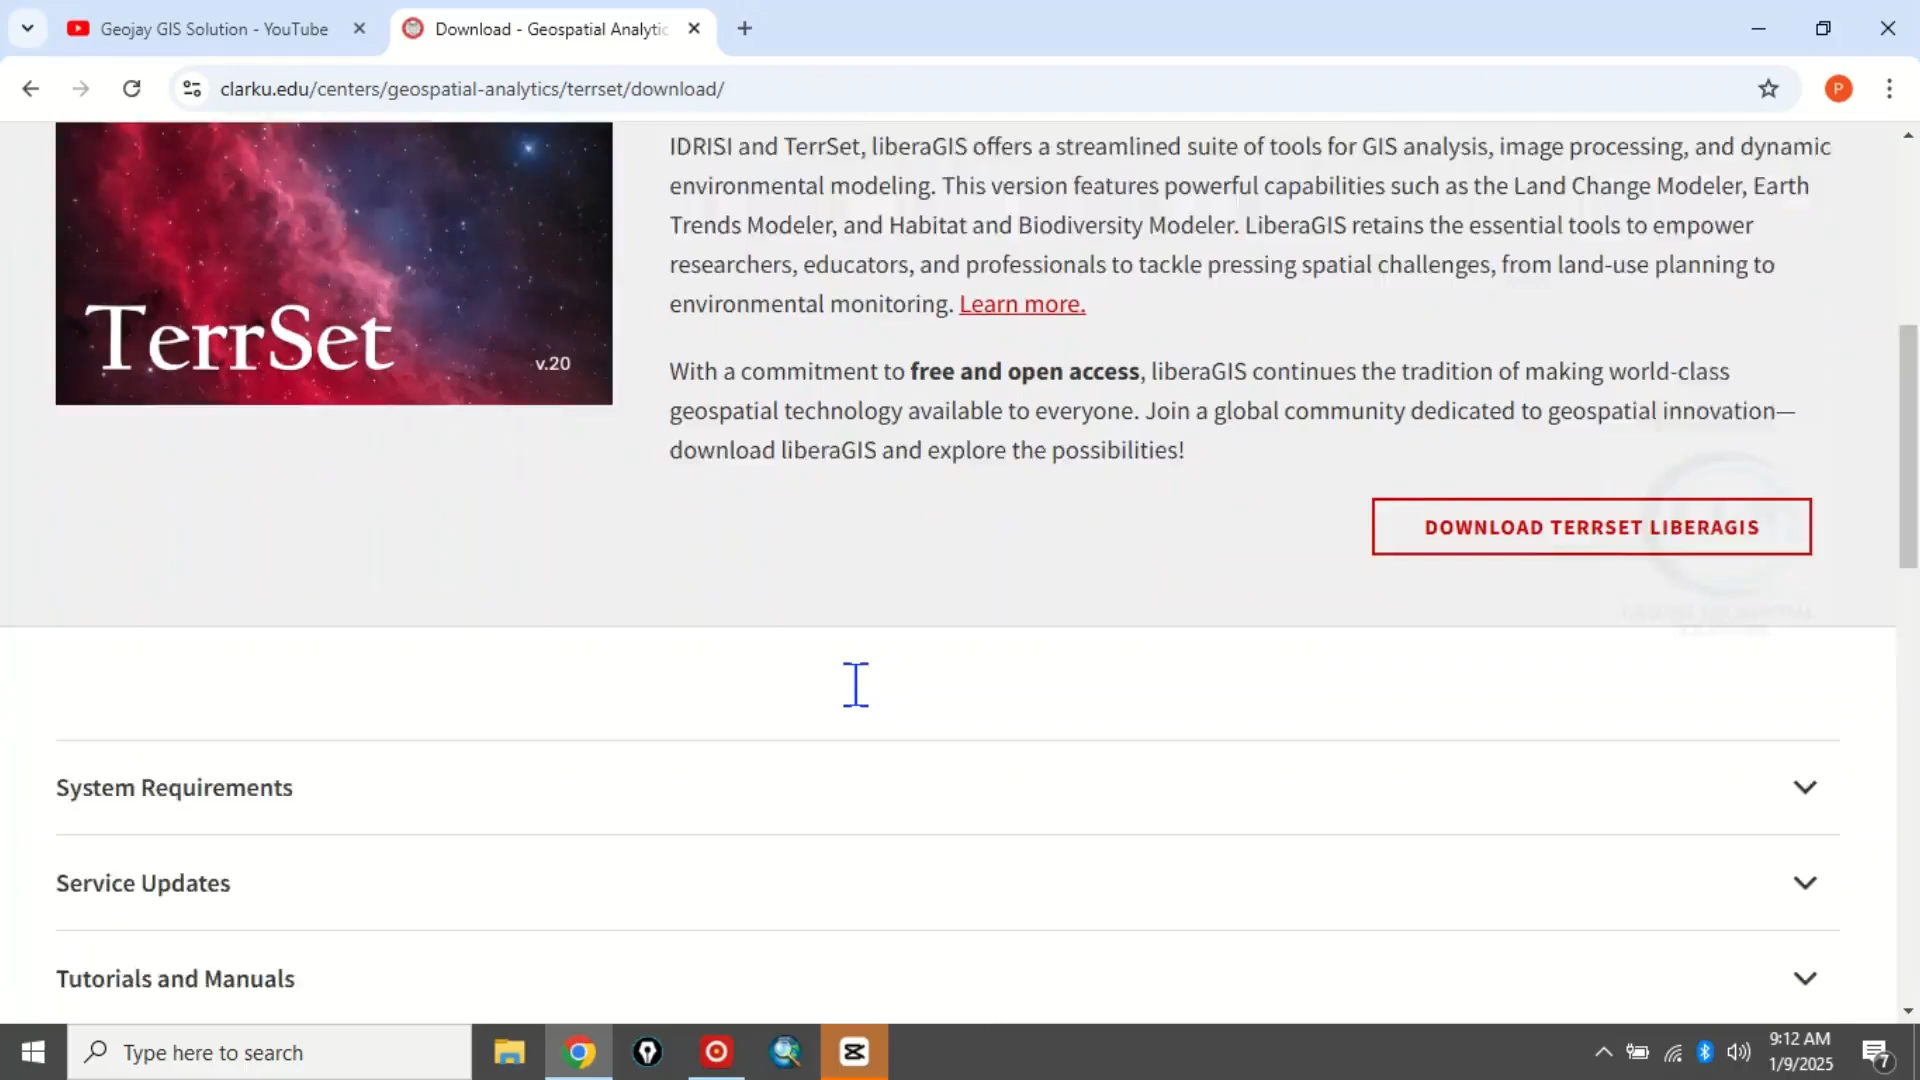 Geojay GIS Solution - YouTube
Download - Geospatial Analytic
clarku.edu/centers/geospatial-analytics/terrset/download/
P
TerrSet
v.20
IDRISI and TerrSet, liberaGIS offers a streamlined suite of tools for GIS analysis, image processing, and dynamic
environmental modeling. This version features powerful capabilities such as the Land Change Modeler, Earth
Trends Modeler, and Habitat and Biodiversity Modeler. LiberaGIS retains the essential tools to empower
researchers, educators, and professionals to tackle pressing spatial challenges, from land-use planning to
environmental monitoring. Learn more.
With a commitment to free and open access, liberaGIS continues the tradition of making world-class
geospatial technology available to everyone. Join a global community dedicated to geospatial innovation—
download liberaGIS and explore the possibilities!
DOWNLOAD TERRSET LIBERAGIS
System Requirements
Service Updates
Tutorials and Manuals
Type here to search
9:12 AM
1/9/2025
7